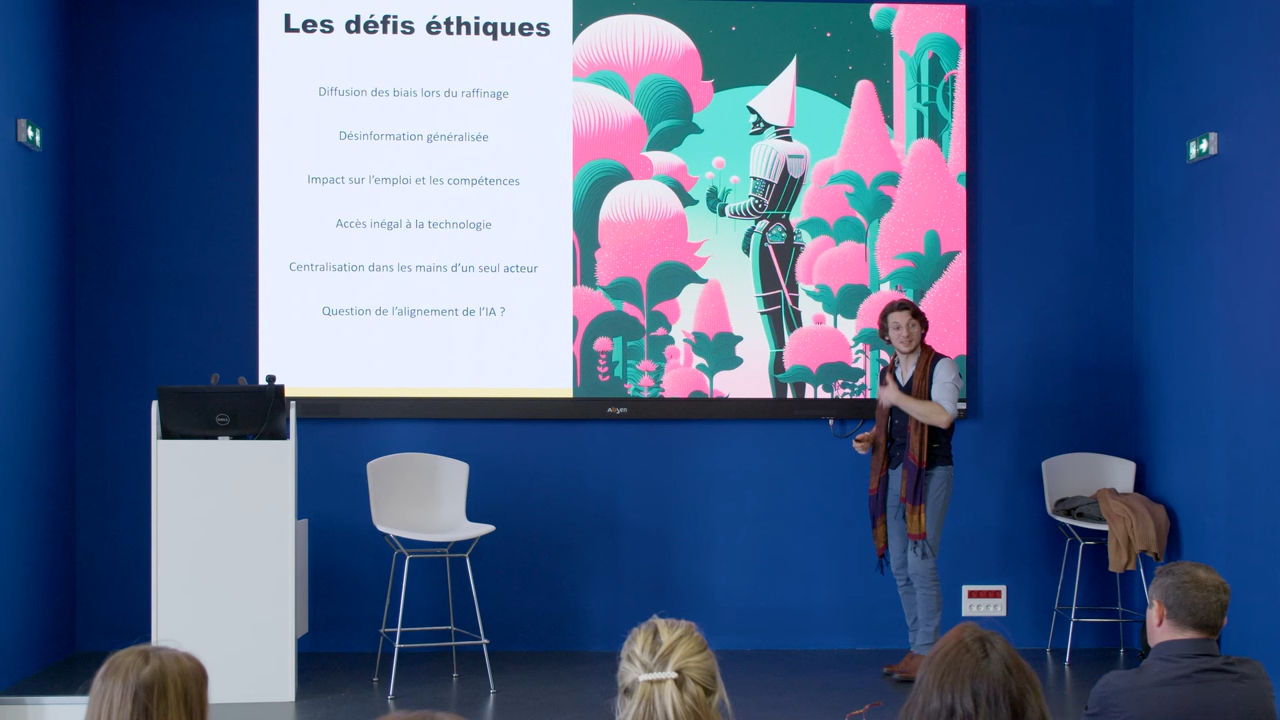 Les défis éthiques
Diffusion des biais lors du raffinage
Désinformation généralisée
Impact sur l'emploi et les compétences
Accès inégal à la technologie
Centralisation dans les mains d'un seul acteur
Question de l'alignement de l'IA ?
DELL